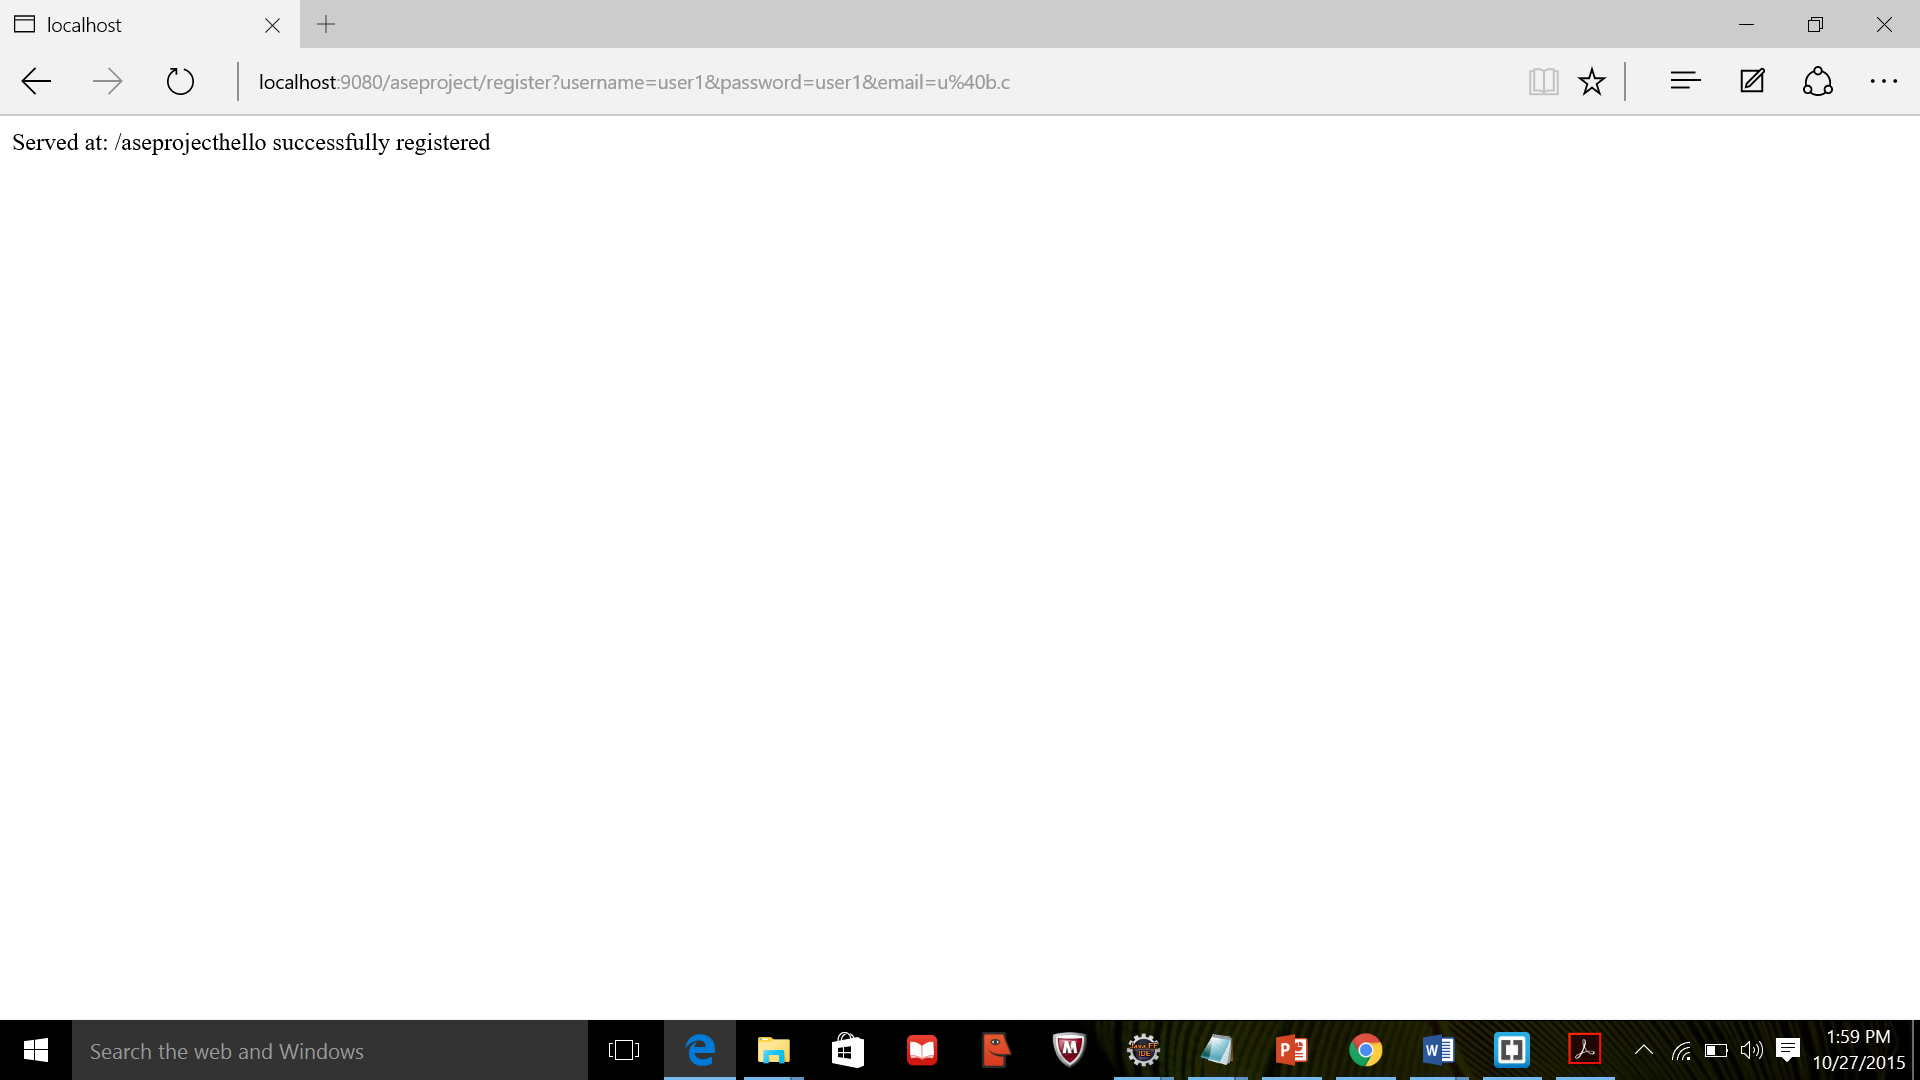 localhost
localhost:9080/aseproject/register?username=user1&password=user1&email=u%40b.c
Served at: /aseprojecthello successfully registered
Search the web and Windows
1:59 PM
10/27/2015